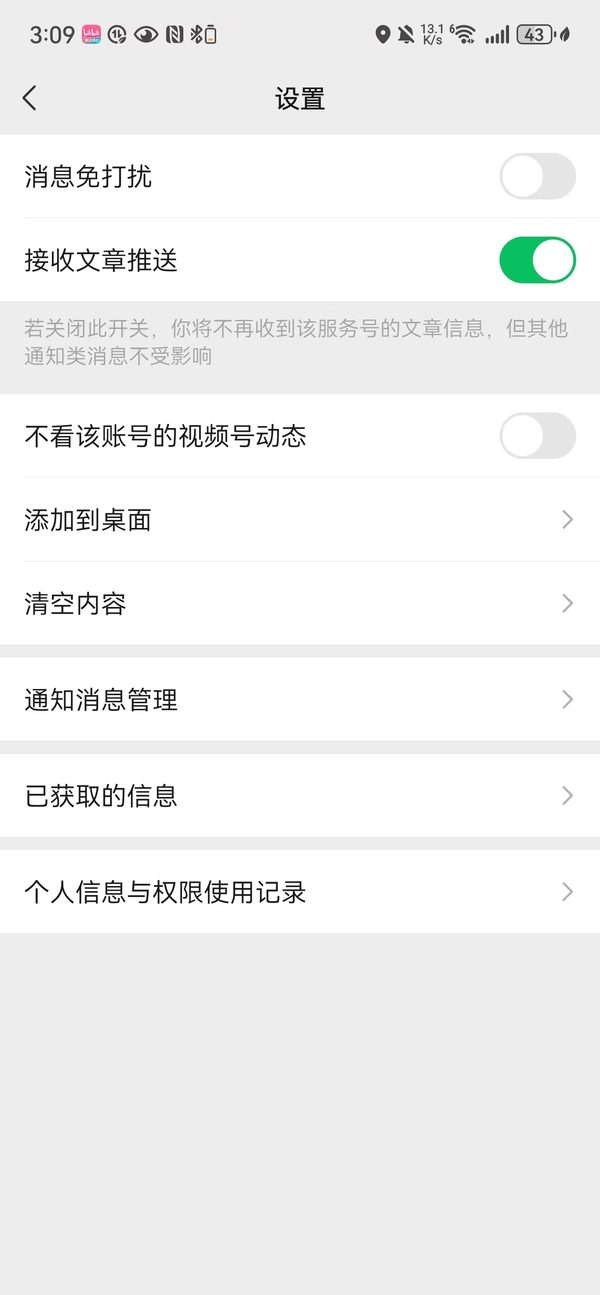 3:09
13.1
K/s
6
43
设置
消息免打扰
接收文章推送
若关闭此开关，你将不再收到该服务号的文章信息，但其他
通知类消息不受影响
不看该账号的视频号动态
添加到桌面
清空内容
通知消息管理
已获取的信息
个人信息与权限使用记录